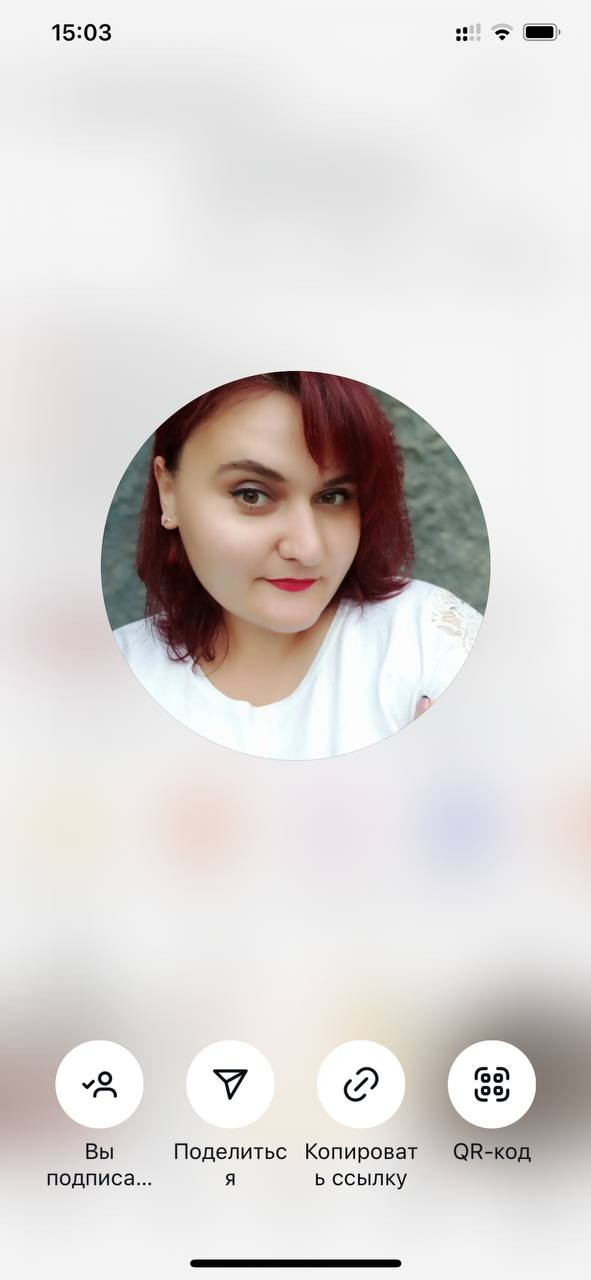 15:03
Вы
подписа...
Поделитьс
я
Копироват
ь ссылку
QR-код